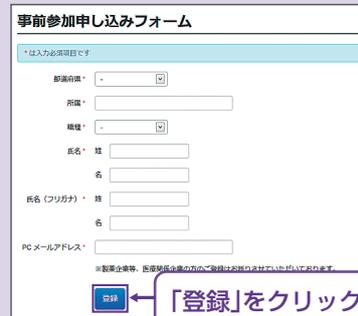 事前参加申し込みフォーム
*は入力必須項目です
都道府県* -
所属*
職種* -
氏名* 姓
名
氏名（フリガナ）* 姓
名
PC メールアドレス*
※製薬企業等、医療関係企業の方のご登録はお断りさせていただいております。
登録
「登録」をクリック